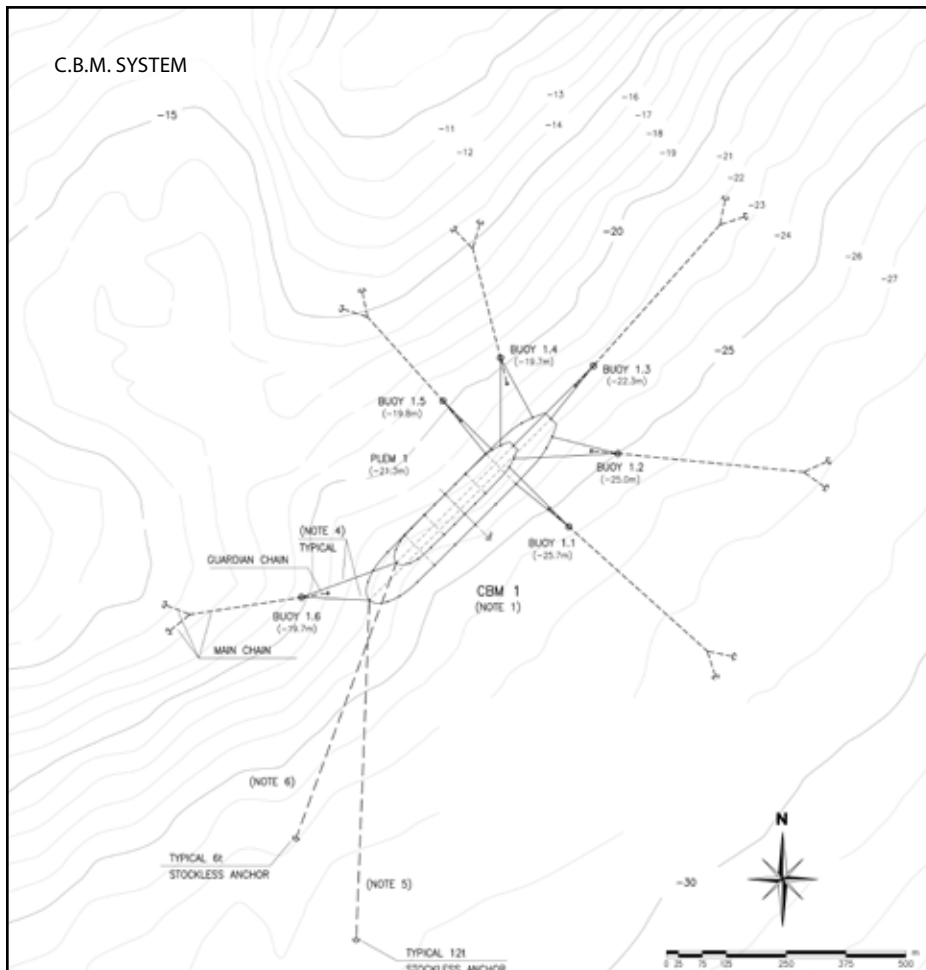 C.B.M. SYSTEM
-13
-16
-15
-17
-11
-14
-18
-12
-19
-21
-22
-23
-20
-24
-26
-27
BUOY 1.4
(-19.7m)
-25
BUOY 1.3
(-22.3m)
BUOY 1.5
(-19.8m)
PLEM 1
BUOY 1.2
(-25.0m)
(NOTE 4)
TYPICAL
BUOY 1.1
(-25.7m)
GUARDIAN CHAIN
CBM 1
(NOTE 1)
BUOY 1.6
(-19.7m)
MAIN CHAIN
(NOTE 6)
N
TYPICAL 6t
STOCKLESS ANCHOR
(NOTE 5)
-30
TYPICAL 12t
STOCKLESS ANCHOR
m
0 25 75 125 250 375 500